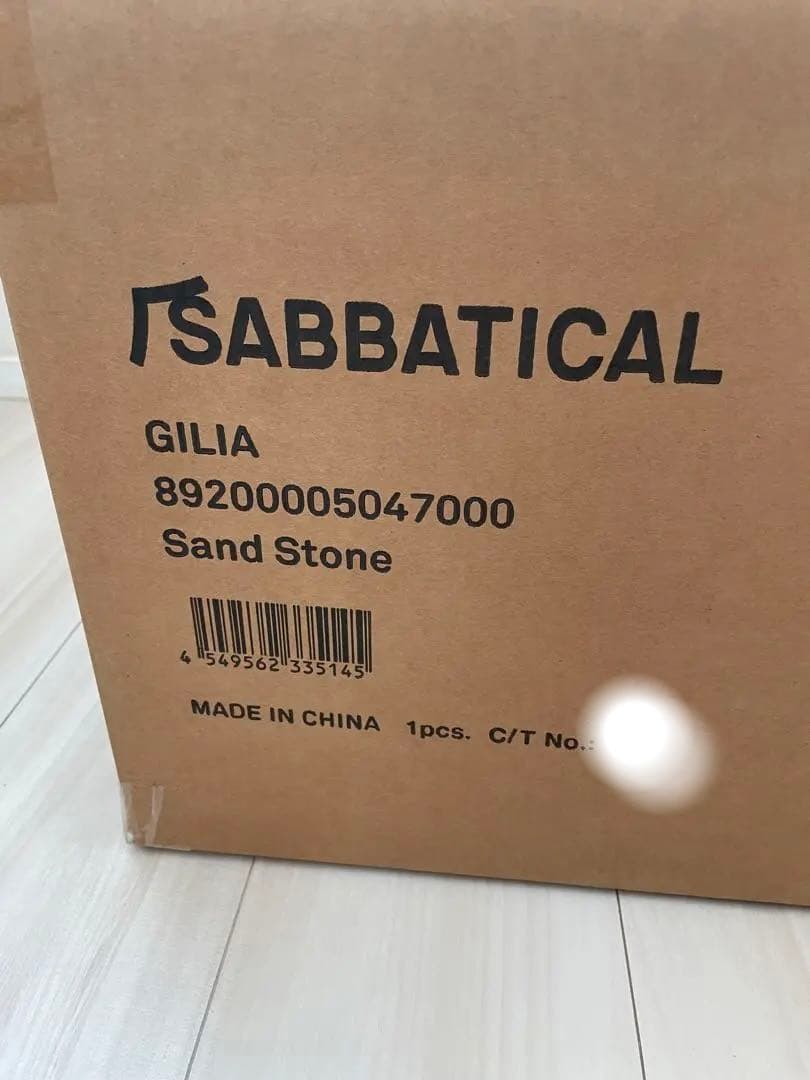 SABBATICAL
GILIA
89200005047000
Sand Stone
4 549562 335145
MADE IN CHINA 1pcs. C/T No.: